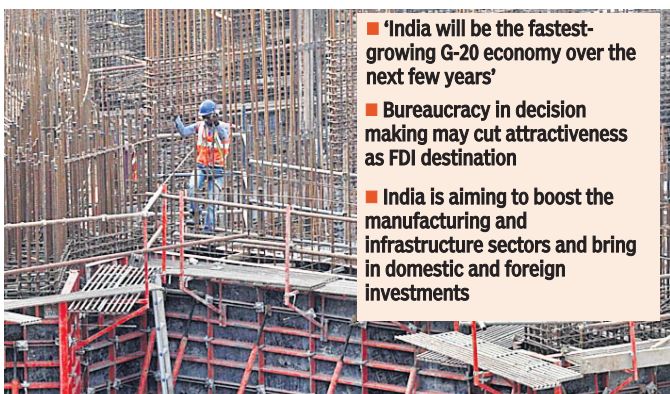 ■ ‘India will be the fastest-
growing G-20 economy over the
next few years’
■ Bureaucracy in decision
making may cut attractiveness
as FDI destination
■ India is aiming to boost the
manufacturing and
infrastructure sectors and bring
in domestic and foreign
investments